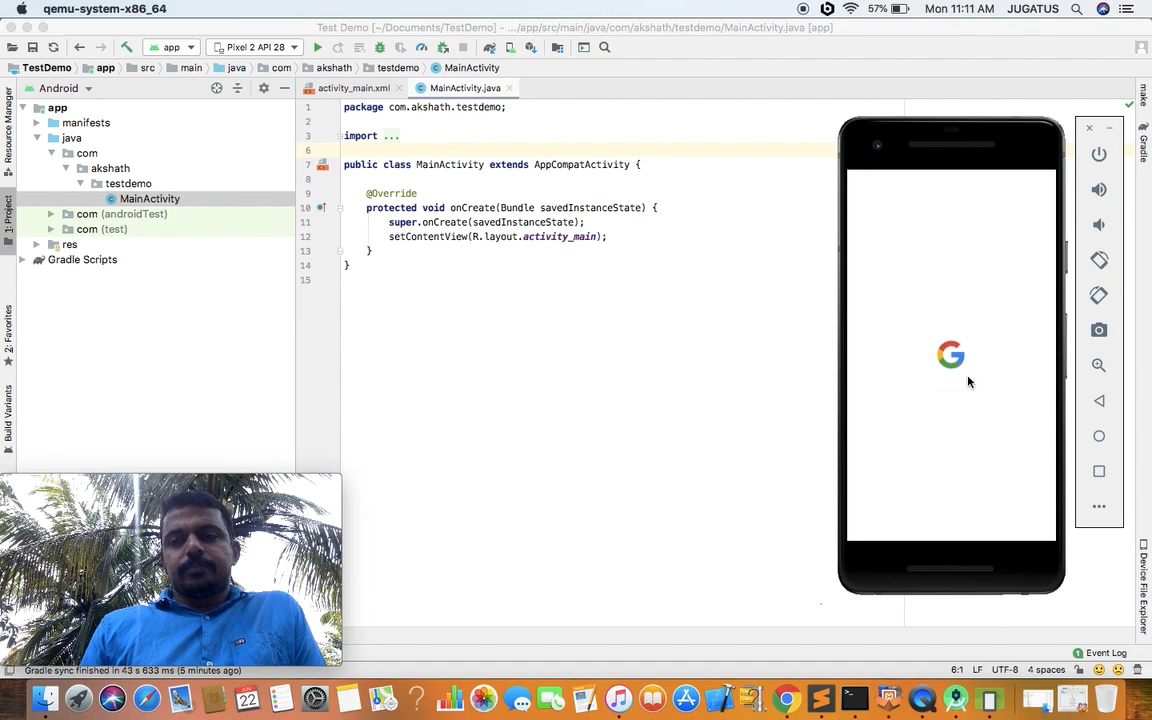 qemu-system-x86_64
57%
Mon 11:11 AM
JUGATUS
Test Demo [~/Documents/TestDemo] - .../app/src/main/java/com/akshath/testdemo/MainActivity.java [app]
app
Pixel 2 API 28
TestDemo
app
src
main
java
com
akshath
testdemo
MainActivity
Android
activity_main.xml
MainActivity.java
Resource Manager
1: Project
2: Favorites
Build Variants
app
manifests
java
com
akshath
testdemo
MainActivity
com (androidTest)
com (test)
res
Gradle Scripts
1 package com.akshath.testdemo;
2
3 import ...
6
7 public class MainActivity extends AppCompatActivity {
8
9 @Override
10 protected void onCreate(Bundle savedInstanceState) {
11 super.onCreate(savedInstanceState);
12 setContentView(R.layout.activity_main);
13 }
14 }
15
G
make
Gradle
Device File Explorer
1 Event Log
Gradle sync finished in 43 s 633 ms (5 minutes ago)
6:1
LF
UTF-8
4 spaces
JUN
22